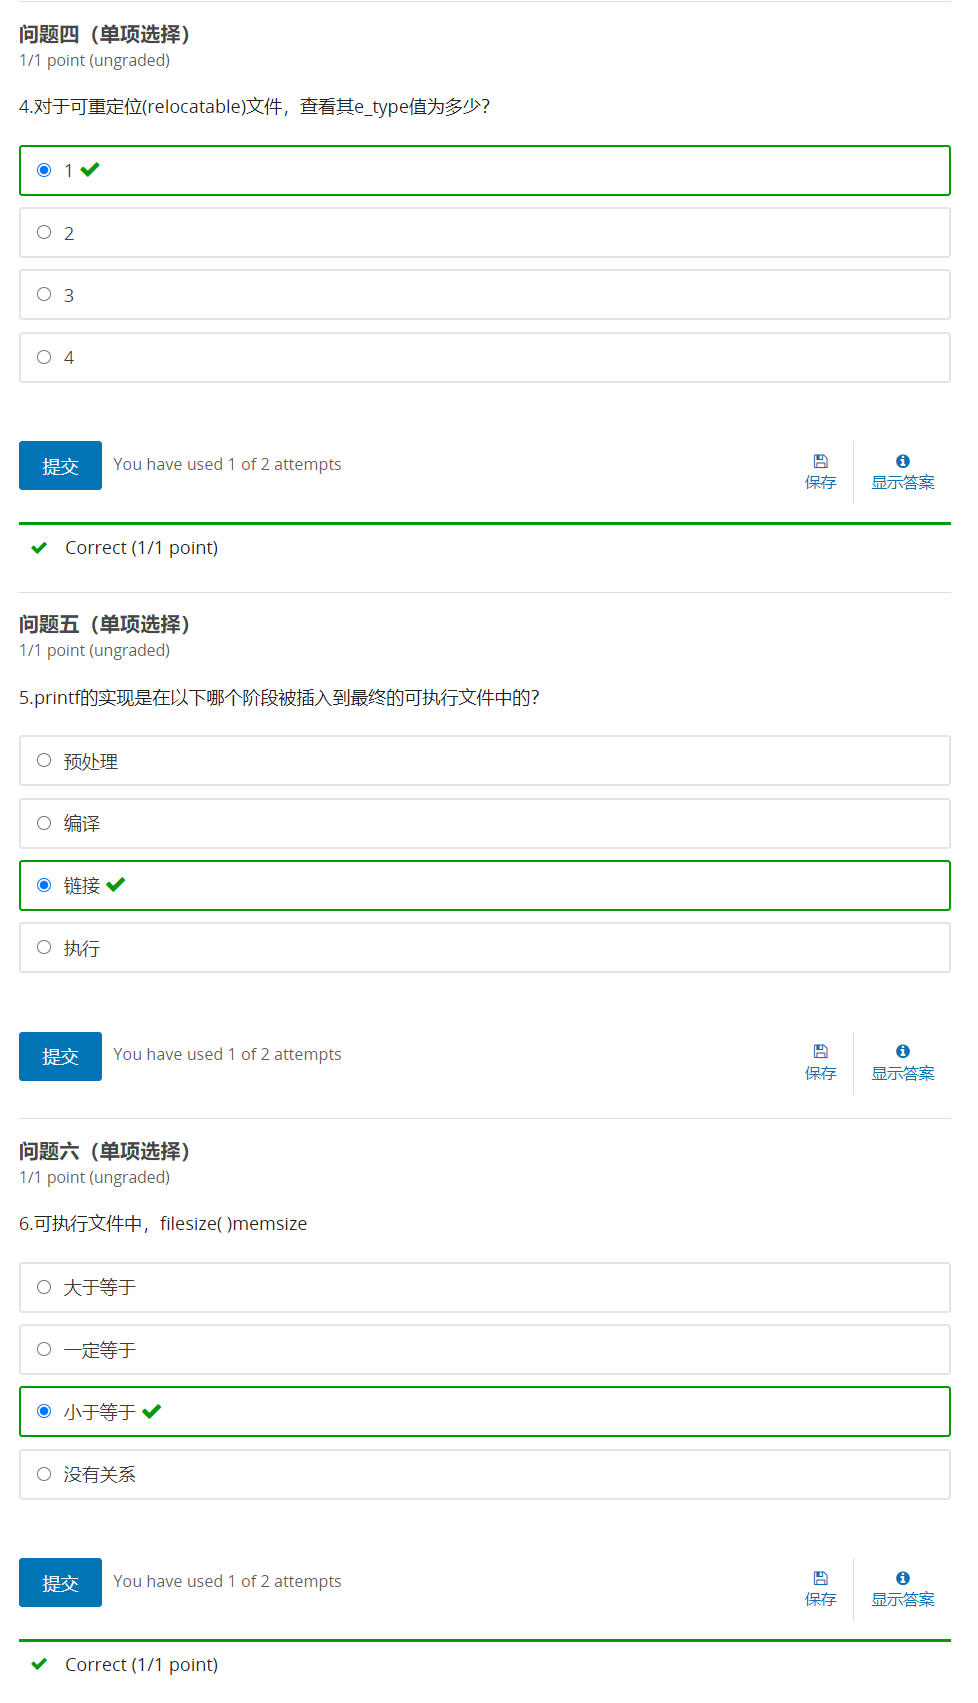 问题四（单项选择）
1/1 point (ungraded)
4.对于可重定位(relocatable)文件，查看其e_type值为多少？
1
2
3
4
提交 You have used 1 of 2 attempts 保存 显示答案
Correct (1/1 point)
问题五（单项选择）
1/1 point (ungraded)
5.printf的实现是在以下哪个阶段被插入到最终的可执行文件中的？
预处理
编译
链接
执行
提交 You have used 1 of 2 attempts 保存 显示答案
问题六（单项选择）
1/1 point (ungraded)
6.可执行文件中，filesize( )memsize
大于等于
一定等于
小于等于
没有关系
提交 You have used 1 of 2 attempts 保存 显示答案
Correct (1/1 point)